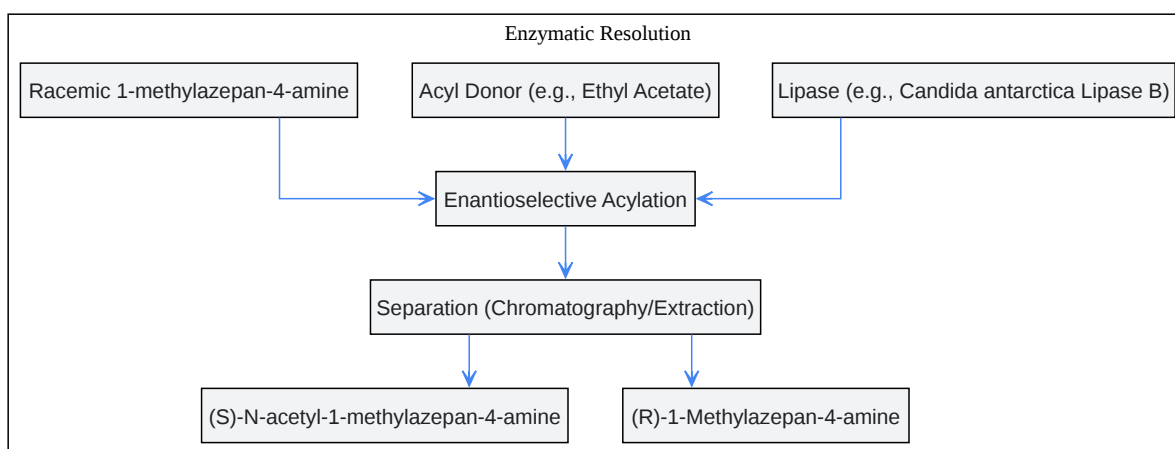 Enzymatic Resolution
Racemic 1-methylazepan-4-amine
Acyl Donor (e.g., Ethyl Acetate)
Lipase (e.g., Candida antarctica Lipase B)
Enantioselective Acylation
Separation (Chromatography/Extraction)
(S)-N-acetyl-1-methylazepan-4-amine
(R)-1-Methylazepan-4-amine